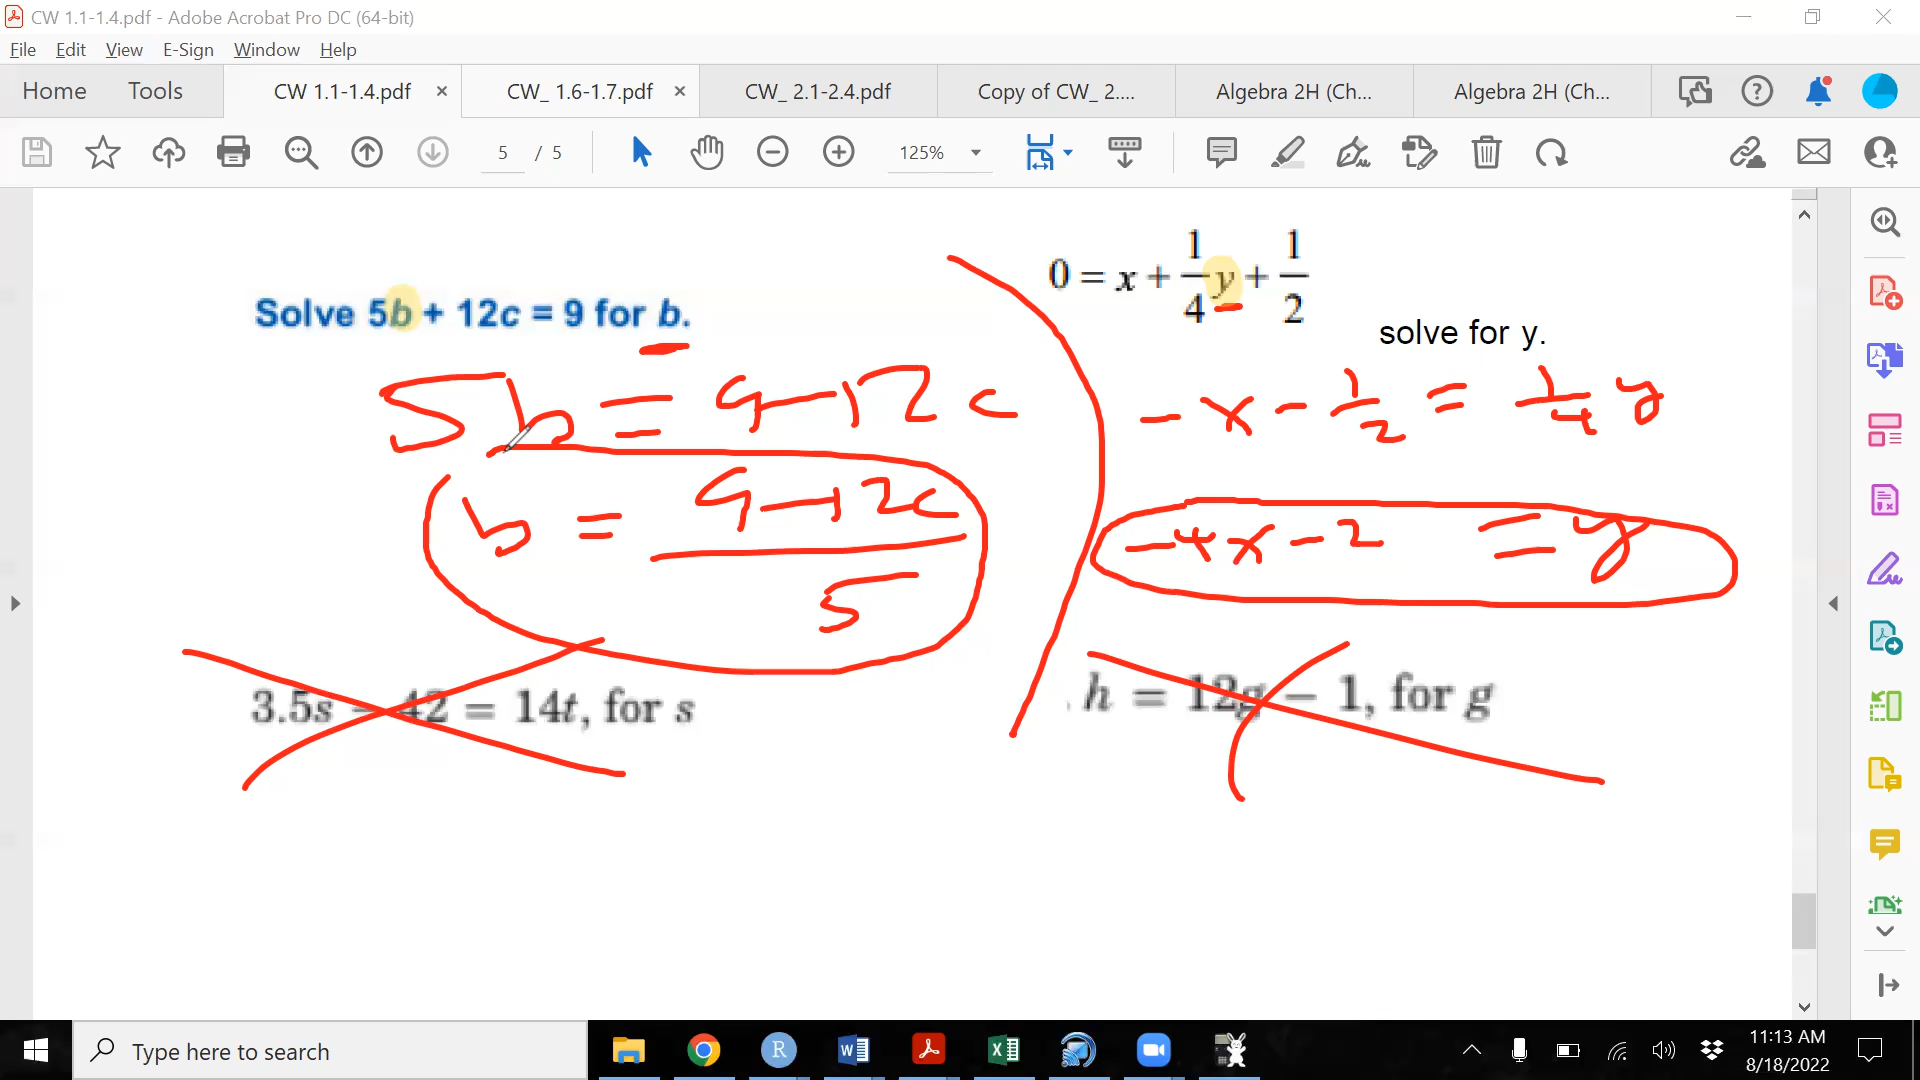 CW 1.1-1.4.pdf - Adobe Acrobat Pro DC (64-bit)
File Edit View E-Sign Window Help
Home Tools CW 1.1-1.4.pdf × CW_ 1.6-1.7.pdf × CW_ 2.1-2.4.pdf Copy of CW_ 2.... Algebra 2H (Ch... Algebra 2H (Ch...
5 / 5 125%
Solve 5b + 12c = 9 for b.
5b = 9-12c
b = 9-12c / 5
3.5s - 42 = 14t, for s
0 = x + 1/4 y + 1/2
solve for y.
-x - 1/2 = 1/4 y
-4x - 2 = y
h = 12g - 1, for g
Type here to search
11:13 AM
8/18/2022